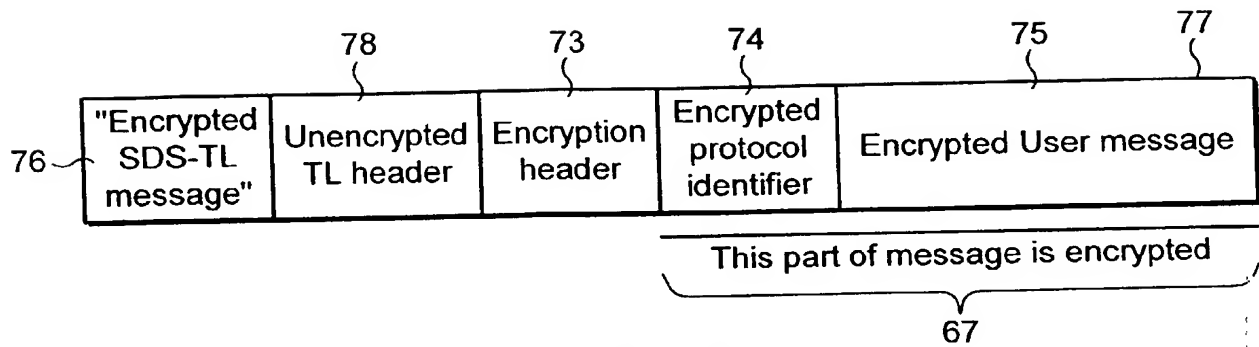 78
73
74
75
77
76
"Encrypted
SDS-TL
message"
Unencrypted
TL header
Encryption
header
Encrypted
protocol
identifier
Encrypted User message
This part of message is encrypted
67